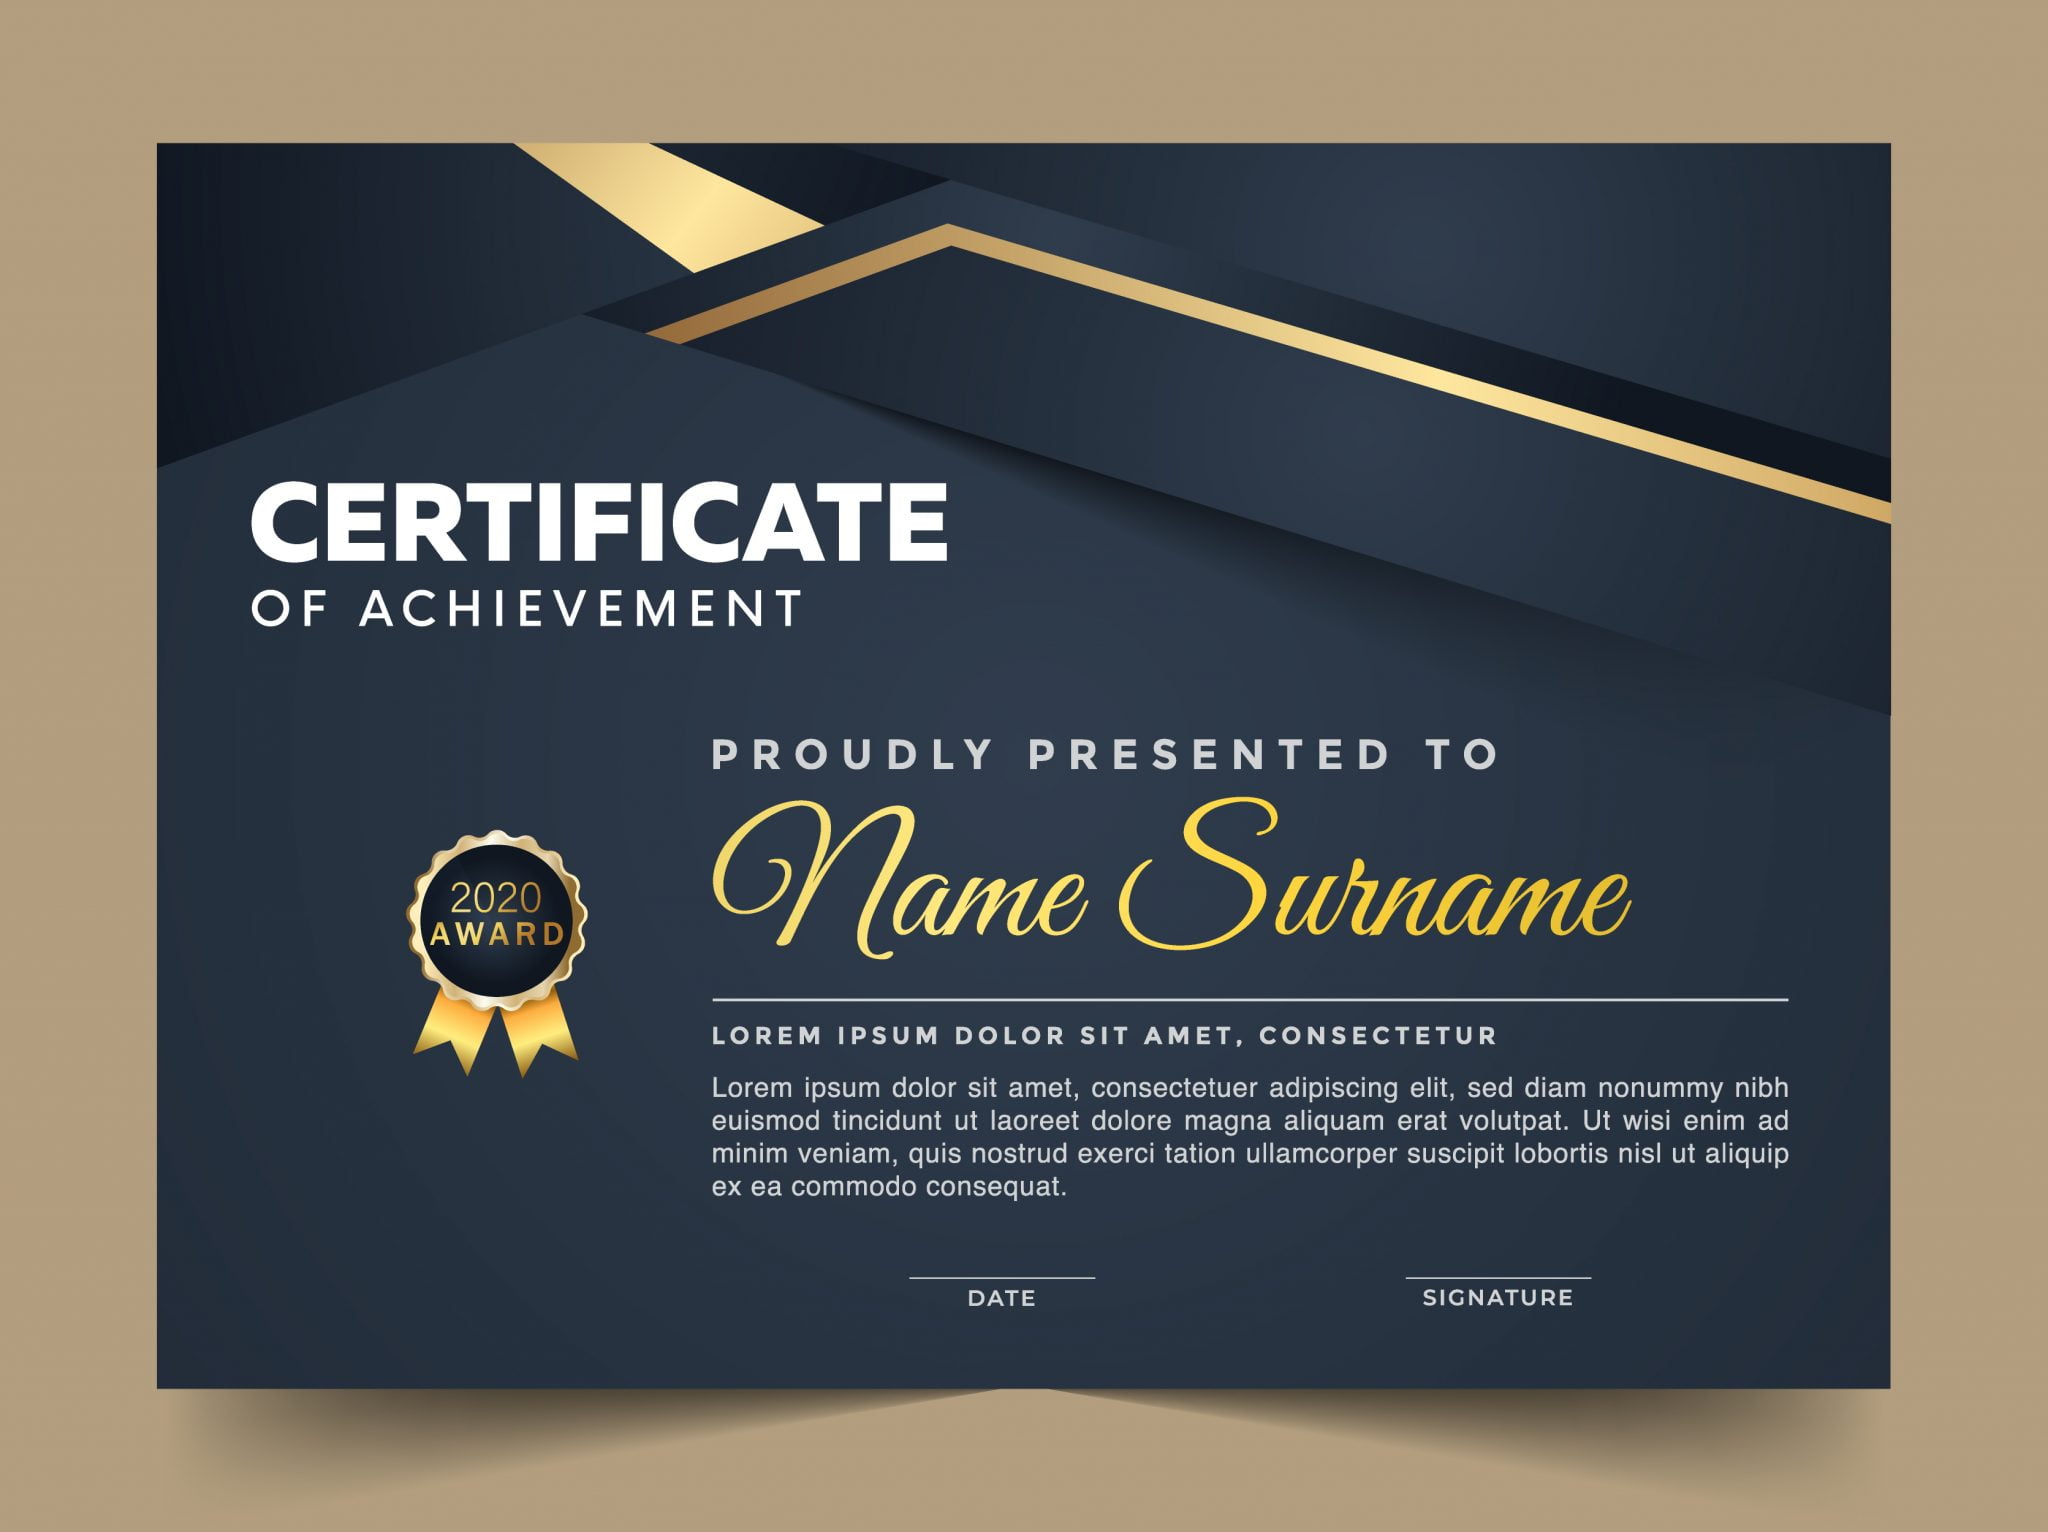 CERTIFICATE
OF ACHIEVEMENT
PROUDLY PRESENTED TO
Name Surname
2020
AWARD
LOREM IPSUM DOLOR SIT AMET, CONSECTETUR
Lorem ipsum dolor sit amet, consectetuer adipiscing elit, sed diam nonummy nibh
euismod tincidunt ut laoreet dolore magna aliquam erat volutpat. Ut wisi enim ad
minim veniam, quis nostrud exerci tation ullamcorper suscipit lobortis nisl ut aliquip
ex ea commodo consequat.
DATE
SIGNATURE